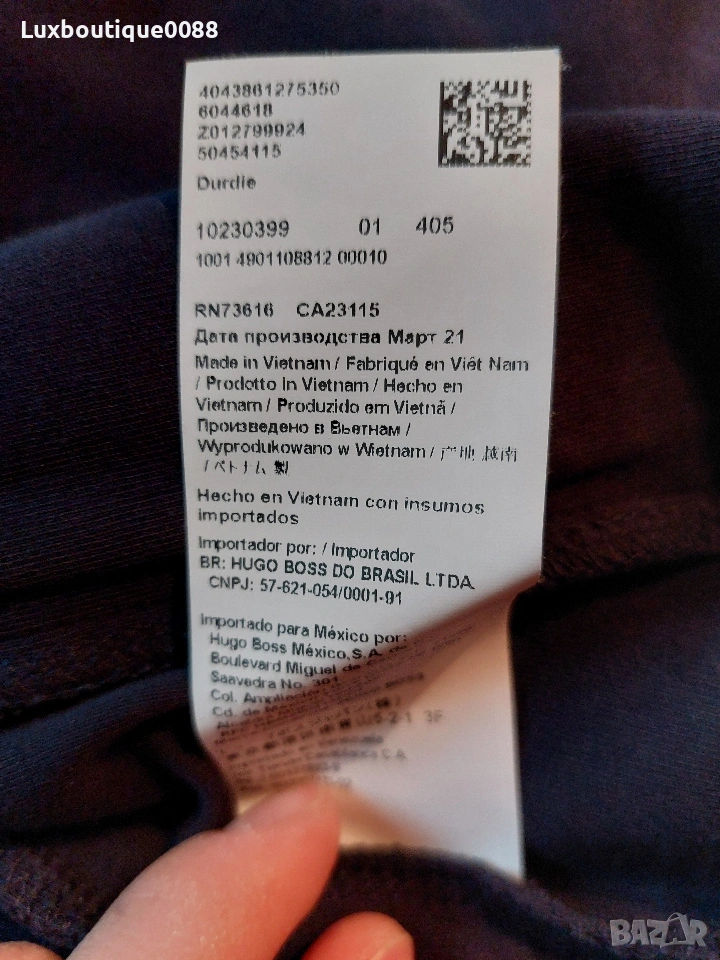 Luxboutique0088
4043861275350
6044618
Z012799924
50454115
Durdie
10230399 01 405
1001 4901108812 00010
RN73616 CA23115
Дата производства Март 21
Made in Vietnam / Fabriqué en Viêt Nam
/ Prodotto in Vietnam / Hecho en
Vietnam / Produzido em Vietnã /
Произведено в Вьетнам /
Wyprodukowano w Wietnam / 产地 越南
/ ベトナム 製
Hecho en Vietnam con insumos
importados
Importador por: / Importador
BR: HUGO BOSS DO BRASIL LTDA.
CNPJ: 57-621-054/0001-91
Importado para México por:
Hugo Boss México, S.A. de
Boulevard Miguel de
Saavedra No. 301
Col.
Cd. de
BAZAR